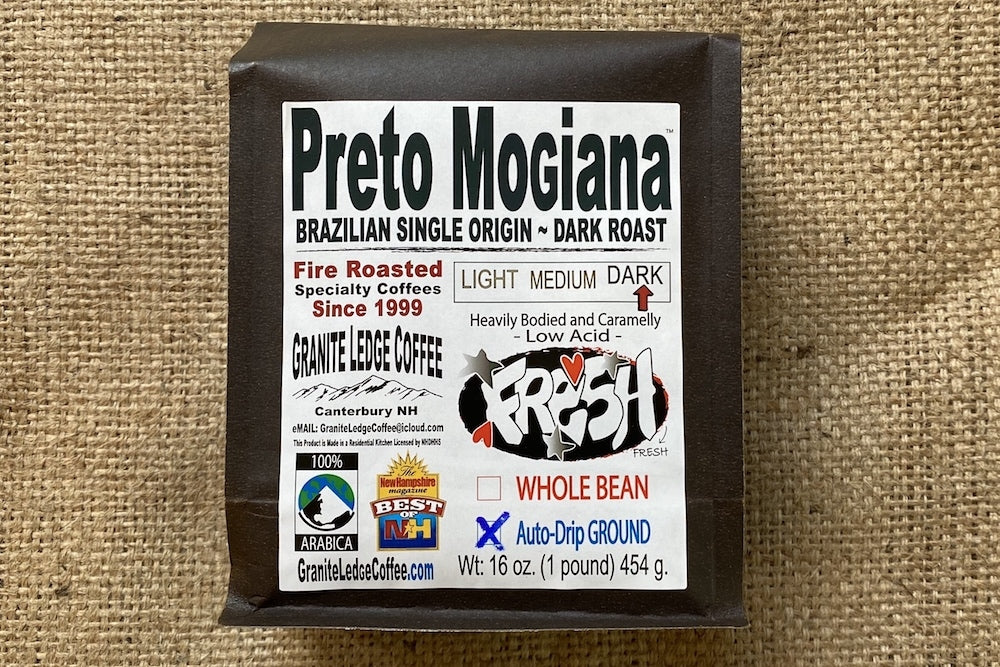 Preto Mogiana™
BRAZILIAN SINGLE ORIGIN ~ DARK ROAST
Fire Roasted
Specialty Coffees
Since 1999
GRANITE LEDGE COFFEE
Canterbury NH
eMAIL: GraniteLedgeCoffee@icloud.com
This Product is Made in a Residential Kitchen Licensed by NHDHHS
100%
ARABICA
The
NewHampshire
magazine
BEST
OF
NH
GraniteLedgeCoffee.com
LIGHT MEDIUM DARK
Heavily Bodied and Caramelly
- Low Acid -
FRESH
FRESH
WHOLE BEAN
X Auto-Drip GROUND
Wt: 16 oz. (1 pound) 454 g.